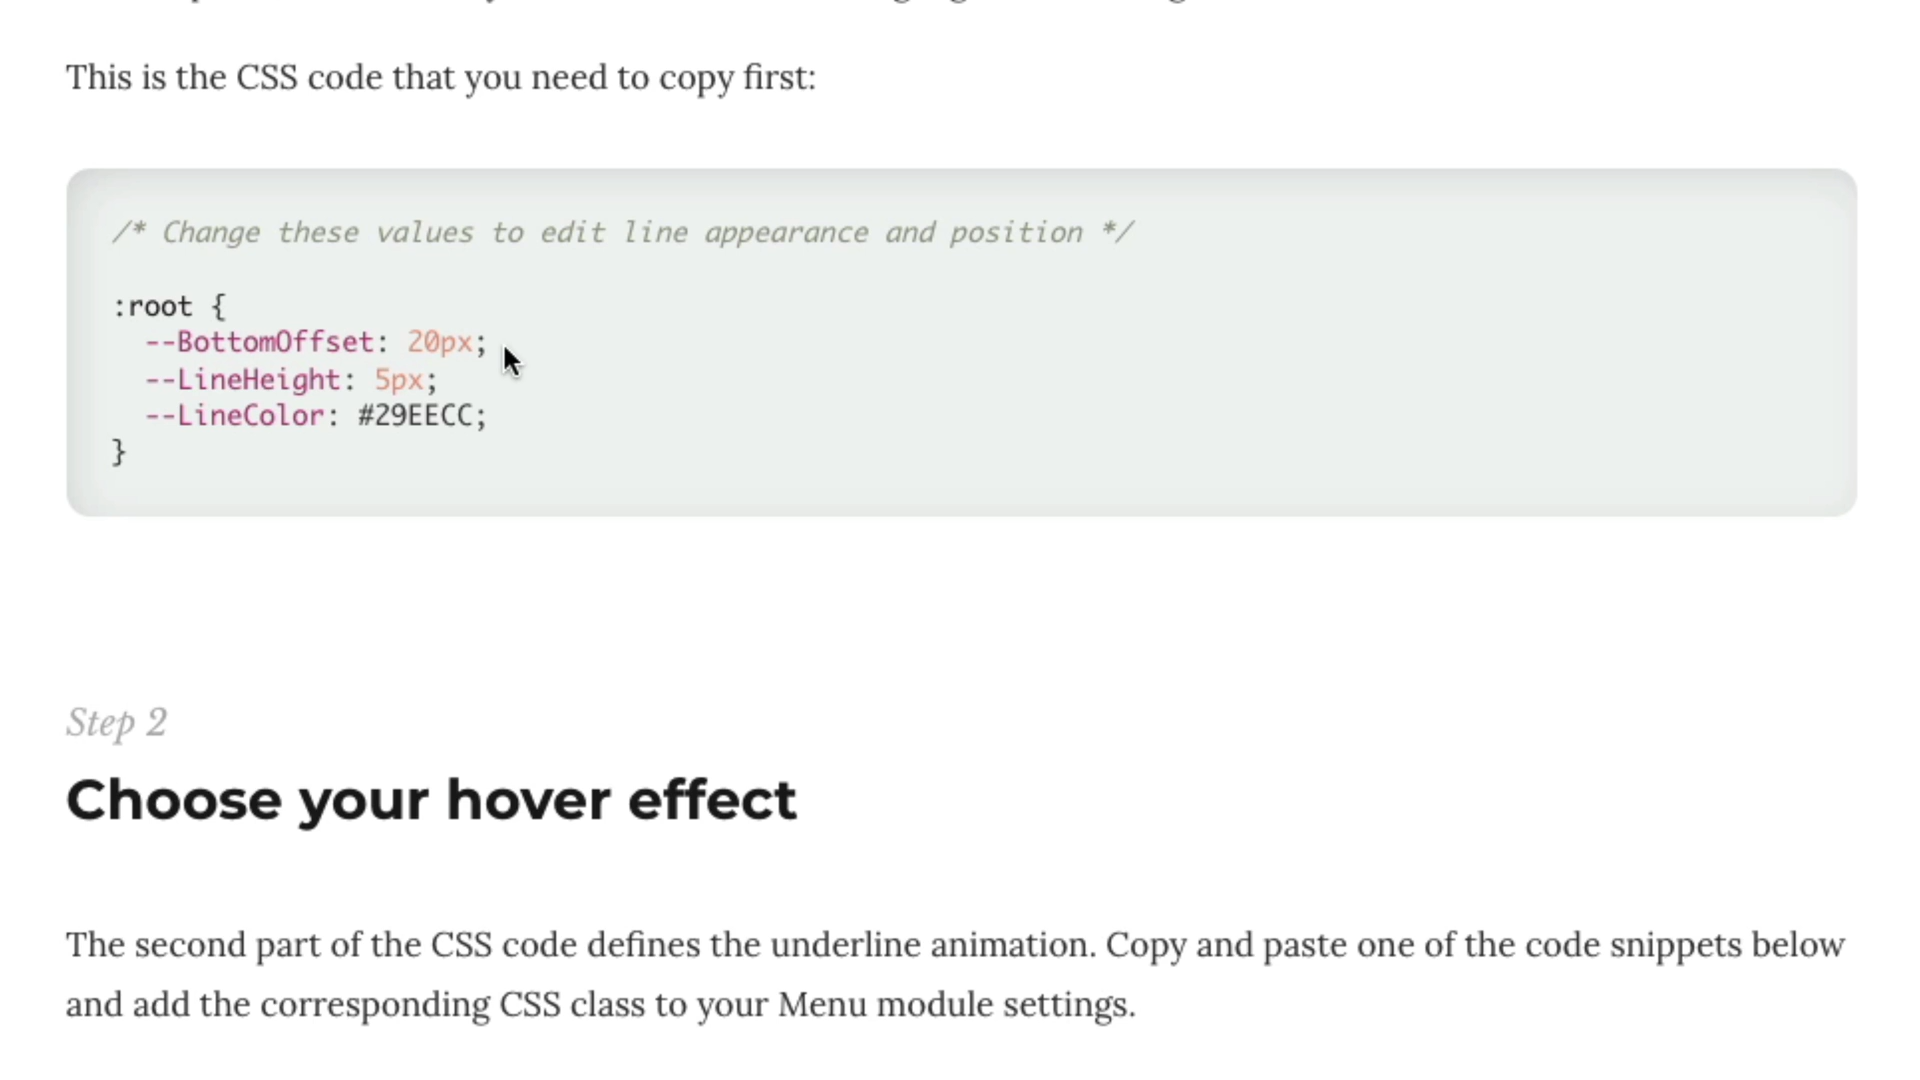 This is the CSS code that you need to copy first:
/* Change these values to edit line appearance and position */
:root {
--BottomOffset: 20px;
--LineHeight: 5px;
--LineColor: #29EECC;
}
Step 2
Choose your hover effect
The second part of the CSS code defines the underline animation. Copy and paste one of the code snippets below
and add the corresponding CSS class to your Menu module settings.